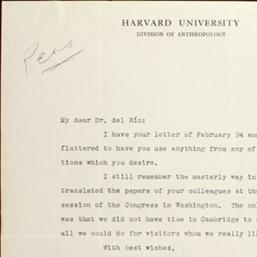 HARVARD UNIVERSITY
DIVISION OF ANTHROPOLOGY
My dear Dr. del Río:
I have your letter of February 24 and
flattered to have you use anything from any of
tions which you desire.
I still remember the masterly way in
translated the papers of your colleagues at the
session of the Congress in Washington. The onl
was that we did not have time in Cambridge to
all we could do for visitors whom we really li
With best wishes,